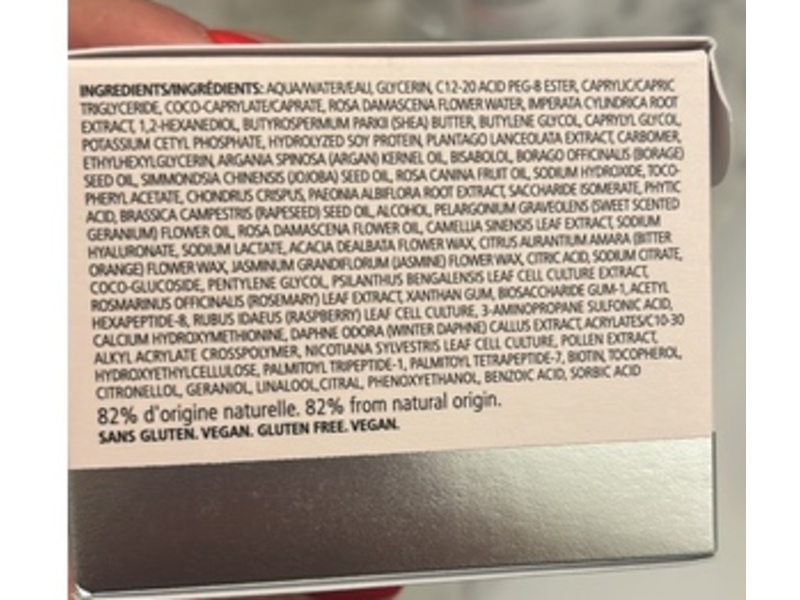 INGREDIENTS/INGRÉDIENTS: AQUA/WATER/EAU, GLYCERIN, C12-20 ACID PEG-8 ESTER, CAPRYLIC/CAPRIC
TRIGLYCERIDE, COCO-CAPRYLATE/CAPRATE, ROSA DAMASCENA FLOWER WATER, IMPERATA CYLINDRICA ROOT
EXTRACT, 1,2-HEXANEDIOL, BUTYROSPERMUM PARKII (SHEA) BUTTER, BUTYLENE GLYCOL, CAPRYLYL GLYCOL,
POTASSIUM CETYL PHOSPHATE, HYDROLYZED SOY PROTEIN, PLANTAGO LANCEOLATA EXTRACT, CARBOMER,
ETHYLHEXYLGLYCERIN, ARGANIA SPINOSA (ARGAN) KERNEL OIL, BISABOLOL, BORAGO OFFICINALIS (BORAGE)
SEED OIL, SIMMONDSIA CHINENSIS (JOJOBA) SEED OIL, ROSA CANINA FRUIT OIL, SODIUM HYDROXIDE, TOCO-
PHERYL ACETATE, CHONDRUS CRISPUS, PAEONIA ALBIFLORA ROOT EXTRACT, SACCHARIDE ISOMERATE, PHYTIC
ACID, BRASSICA CAMPESTRIS (RAPESEED) SEED OIL, ALCOHOL, PELARGONIUM GRAVEOLENS (SWEET SCENTED
GERANIUM) FLOWER OIL, ROSA DAMASCENA FLOWER OIL, CAMELLIA SINENSIS LEAF EXTRACT, SODIUM
HYALURONATE, SODIUM LACTATE, ACACIA DEALBATA FLOWER WAX, CITRUS AURANTIUM AMARA (BITTER
ORANGE) FLOWER WAX, JASMINUM GRANDIFLORUM (JASMINE) FLOWER WAX, CITRIC ACID, SODIUM CITRATE,
COCO-GLUCOSIDE, PENTYLENE GLYCOL, PSILANTHUS BENGALENSIS LEAF CELL CULTURE EXTRACT,
ROSMARINUS OFFICINALIS (ROSEMARY) LEAF EXTRACT, XANTHAN GUM, BIOSACCHARIDE GUM-1, ACETYL
HEXAPEPTIDE-8, RUBUS IDAEUS (RASPBERRY) LEAF CELL CULTURE, 3-AMINOPROPANE SULFONIC ACID,
CALCIUM HYDROXYMETHIONINE, DAPHNE ODORA (WINTER DAPHNE) CALLUS EXTRACT, ACRYLATES/C10-30
ALKYL ACRYLATE CROSSPOLYMER, NICOTIANA SYLVESTRIS LEAF CELL CULTURE, POLLEN EXTRACT,
HYDROXYETHYLCELLULOSE, PALMITOYL TRIPEPTIDE-1, PALMITOYL TETRAPEPTIDE-7, BIOTIN, TOCOPHEROL,
CITRONELLOL, GERANIOL, LINALOOL, CITRAL, PHENOXYETHANOL, BENZOIC ACID, SORBIC ACID
82% d'origine naturelle. 82% from natural origin.
SANS GLUTEN. VEGAN. GLUTEN FREE. VEGAN.